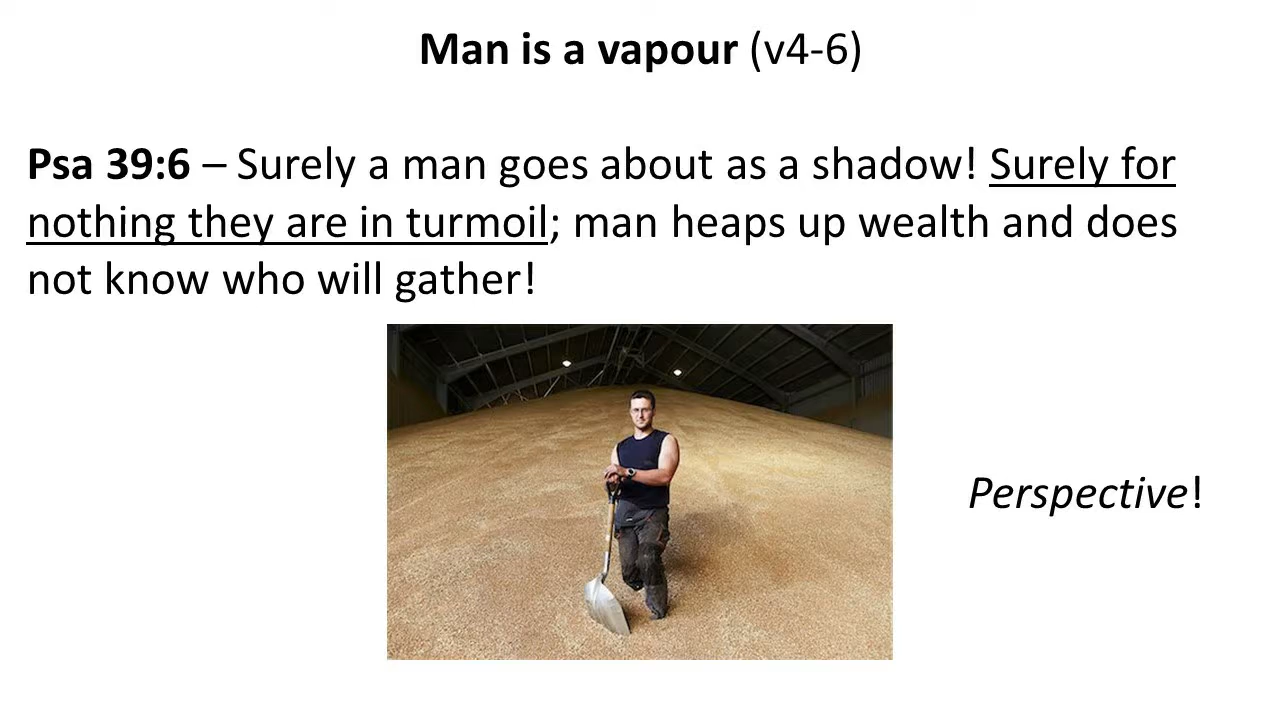 Man is a vapour (v4-6)
Psa 39:6 – Surely a man goes about as a shadow! Surely for
nothing they are in turmoil; man heaps up wealth and does
not know who will gather!
Perspective!